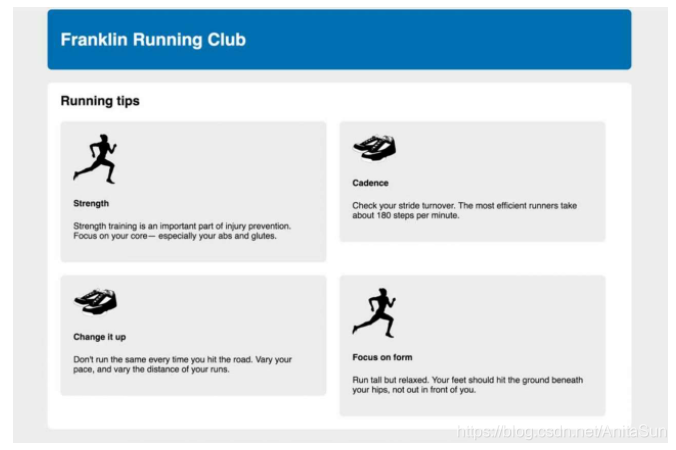 Franklin Running Club
Running tips
Strength
Strength training is an important part of injury prevention.
Focus on your core— especially your abs and glutes.
Cadence
Check your stride turnover. The most efficient runners take
about 180 steps per minute.
Change it up
Don't run the same every time you hit the road. Vary your
pace, and vary the distance of your runs.
Focus on form
Run tall but relaxed. Your feet should hit the ground beneath
your hips, not out in front of you.
https://blog.csdn.net/AnitaSun